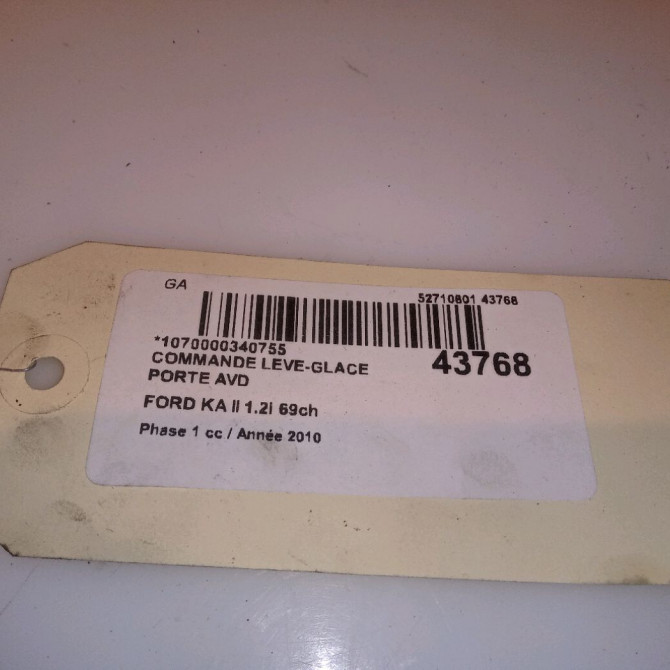 GA
52710801 43768
*1070000340755
43768
COMMANDE LEVE-GLACE
PORTE AVD
FORD KA II 1.2i 69ch
Phase 1 cc / Année 2010